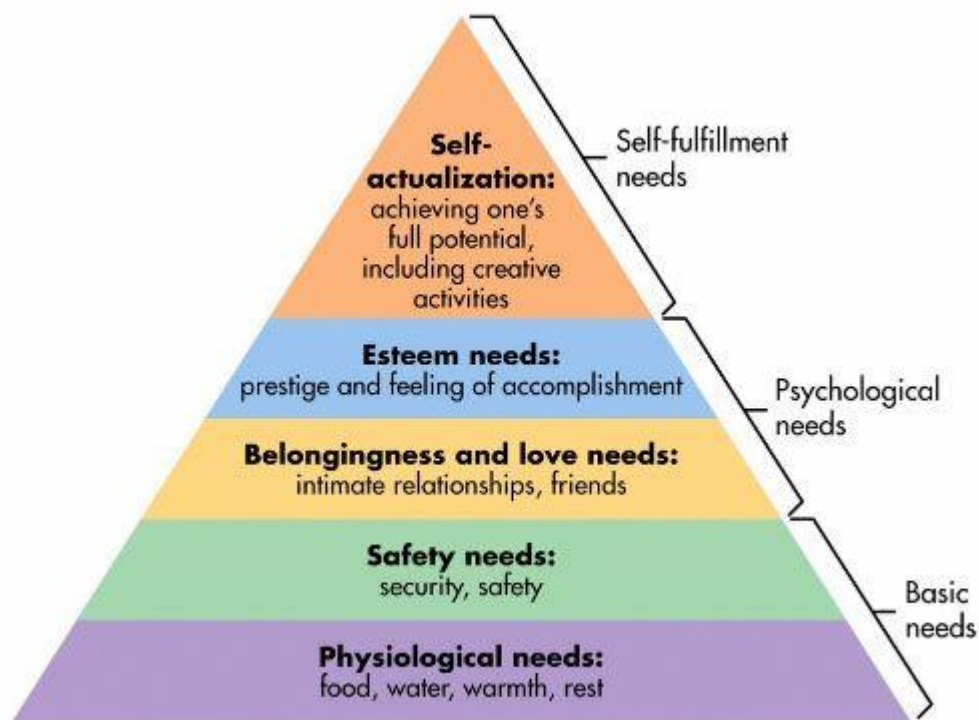 Self-
actualization:
achieving one's
full potential,
including creative
activities
Self-fulfillment
needs
Esteem needs:
prestige and feeling of accomplishment
Psychological
needs
Belongingness and love needs:
intimate relationships, friends
Safety needs:
security, safety
Basic
needs
Physiological needs:
food, water, warmth, rest